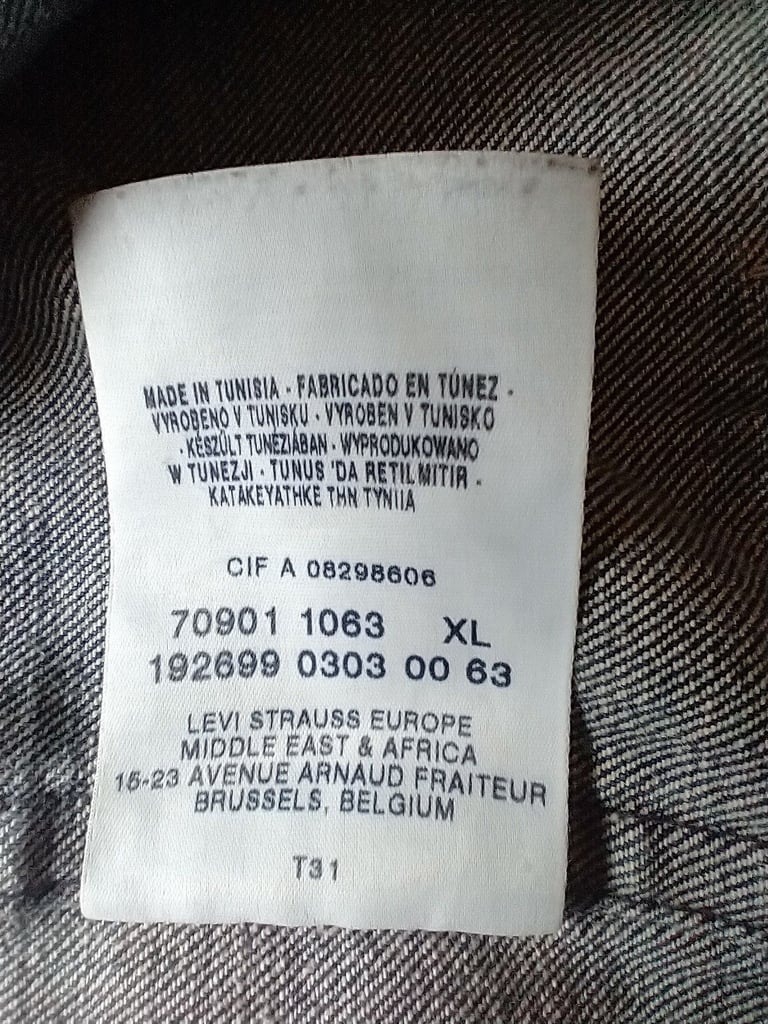 MADE IN TUNISIA - FABRICADO EN TÚNEZ -
VYROBENO V TUNISKU - VYROBEN V TUNISKO
- KÉSZÜLT TUNÉZIÁBAN - WYPRODUKOWANO
W TUNEZJI - TUNUS 'DA RETILMITIR -
KATAKEYATHKE THN TYNIIA
CIF A 08298606
70901 1063 XL
192699 0303 00 63
LEVI STRAUSS EUROPE
MIDDLE EAST & AFRICA
15-23 AVENUE ARNAUD FRAITEUR
BRUSSELS, BELGIUM
T31